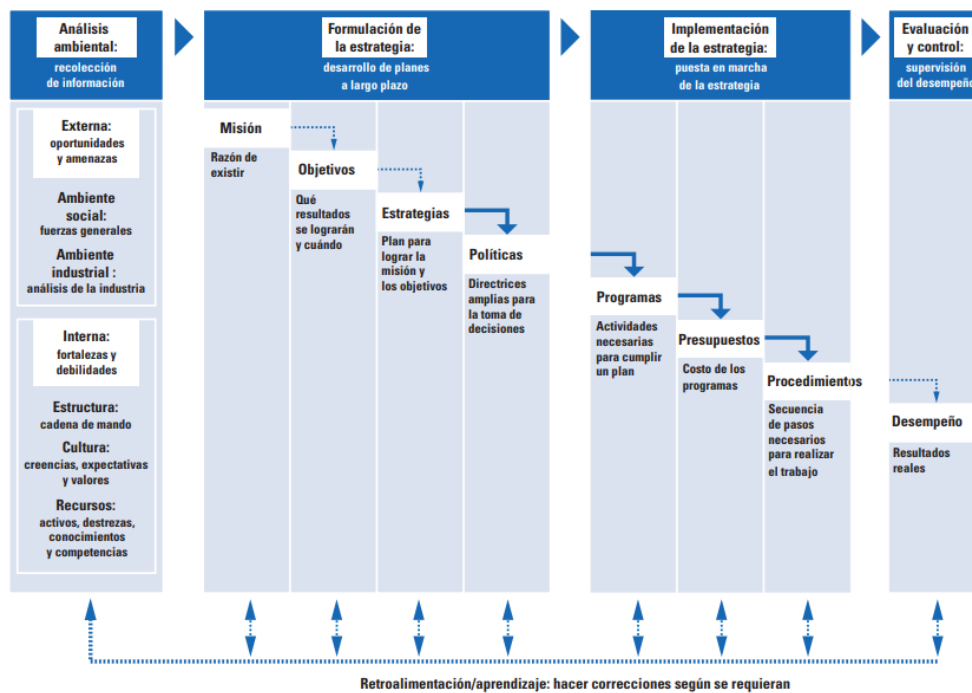 Análisis
ambiental:
recolección
de información
Externa:
oportunidades
y amenazas
Ambiente
social:
fuerzas generales
Ambiente
industrial :
análisis de la industria
Interna:
fortalezas y
debilidades
Estructura:
cadena de mando
Cultura:
creencias, expectativas
y valores
Recursos:
activos, destrezas,
conocimientos
y competencias
Formulación de
la estrategia:
desarrollo de planes
a largo plazo
Misión
Razón de
existir
Objetivos
Qué
resultados
se lograrán
y cuándo
Estrategias
Plan para
lograr la
misión y
los objetivos
Políticas
Directrices
amplias para
la toma de
decisiones
Implementación
de la estrategia:
puesta en marcha
de la estrategia
Programas
Actividades
necesarias
para cumplir
un plan
Presupuestos
Costo de los
programas
Procedimientos
Secuencia
de pasos
necesarios
para realizar
el trabajo
Evaluación
y control:
supervisión
del desempeño
Desempeño
Resultados
reales
Retroalimentación/aprendizaje: hacer correcciones según se requieran